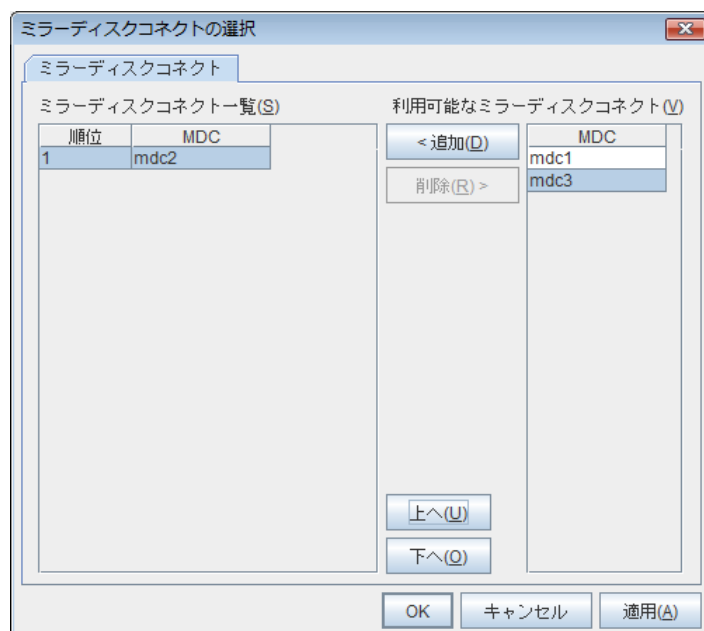 ミラーディスクコネクトの選択
ミラーディスクコネクト
ミラーディスクコネクト一覧(S)
順位 MDC
1 mdc2
<追加(D)
削除(R) >
利用可能なミラーディスクコネクト(V)
MDC
mdc1
mdc3
上へ(U)
下へ(O)
OK キャンセル 適用(A)